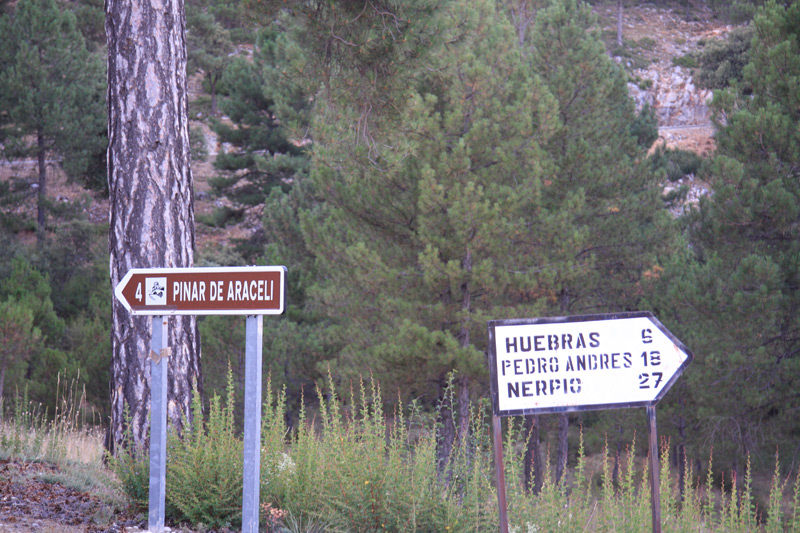 4 PINAR DE ARACELI
HUEBRAS 6
PEDRO ANDRES 18
NERPIO 27